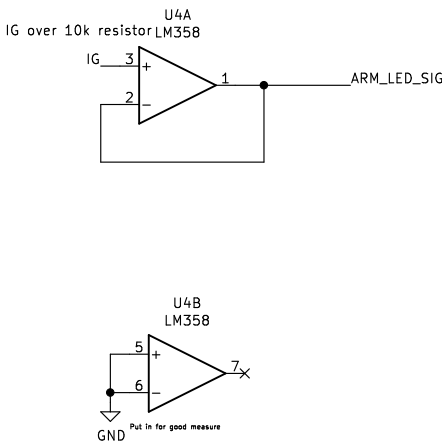 U4A
IG over 10k resistor LM358
IG 3 +
1
ARM_LED_SIG
2 -
U4B
LM358
5 +
7
6 -
GND Put in for good measure